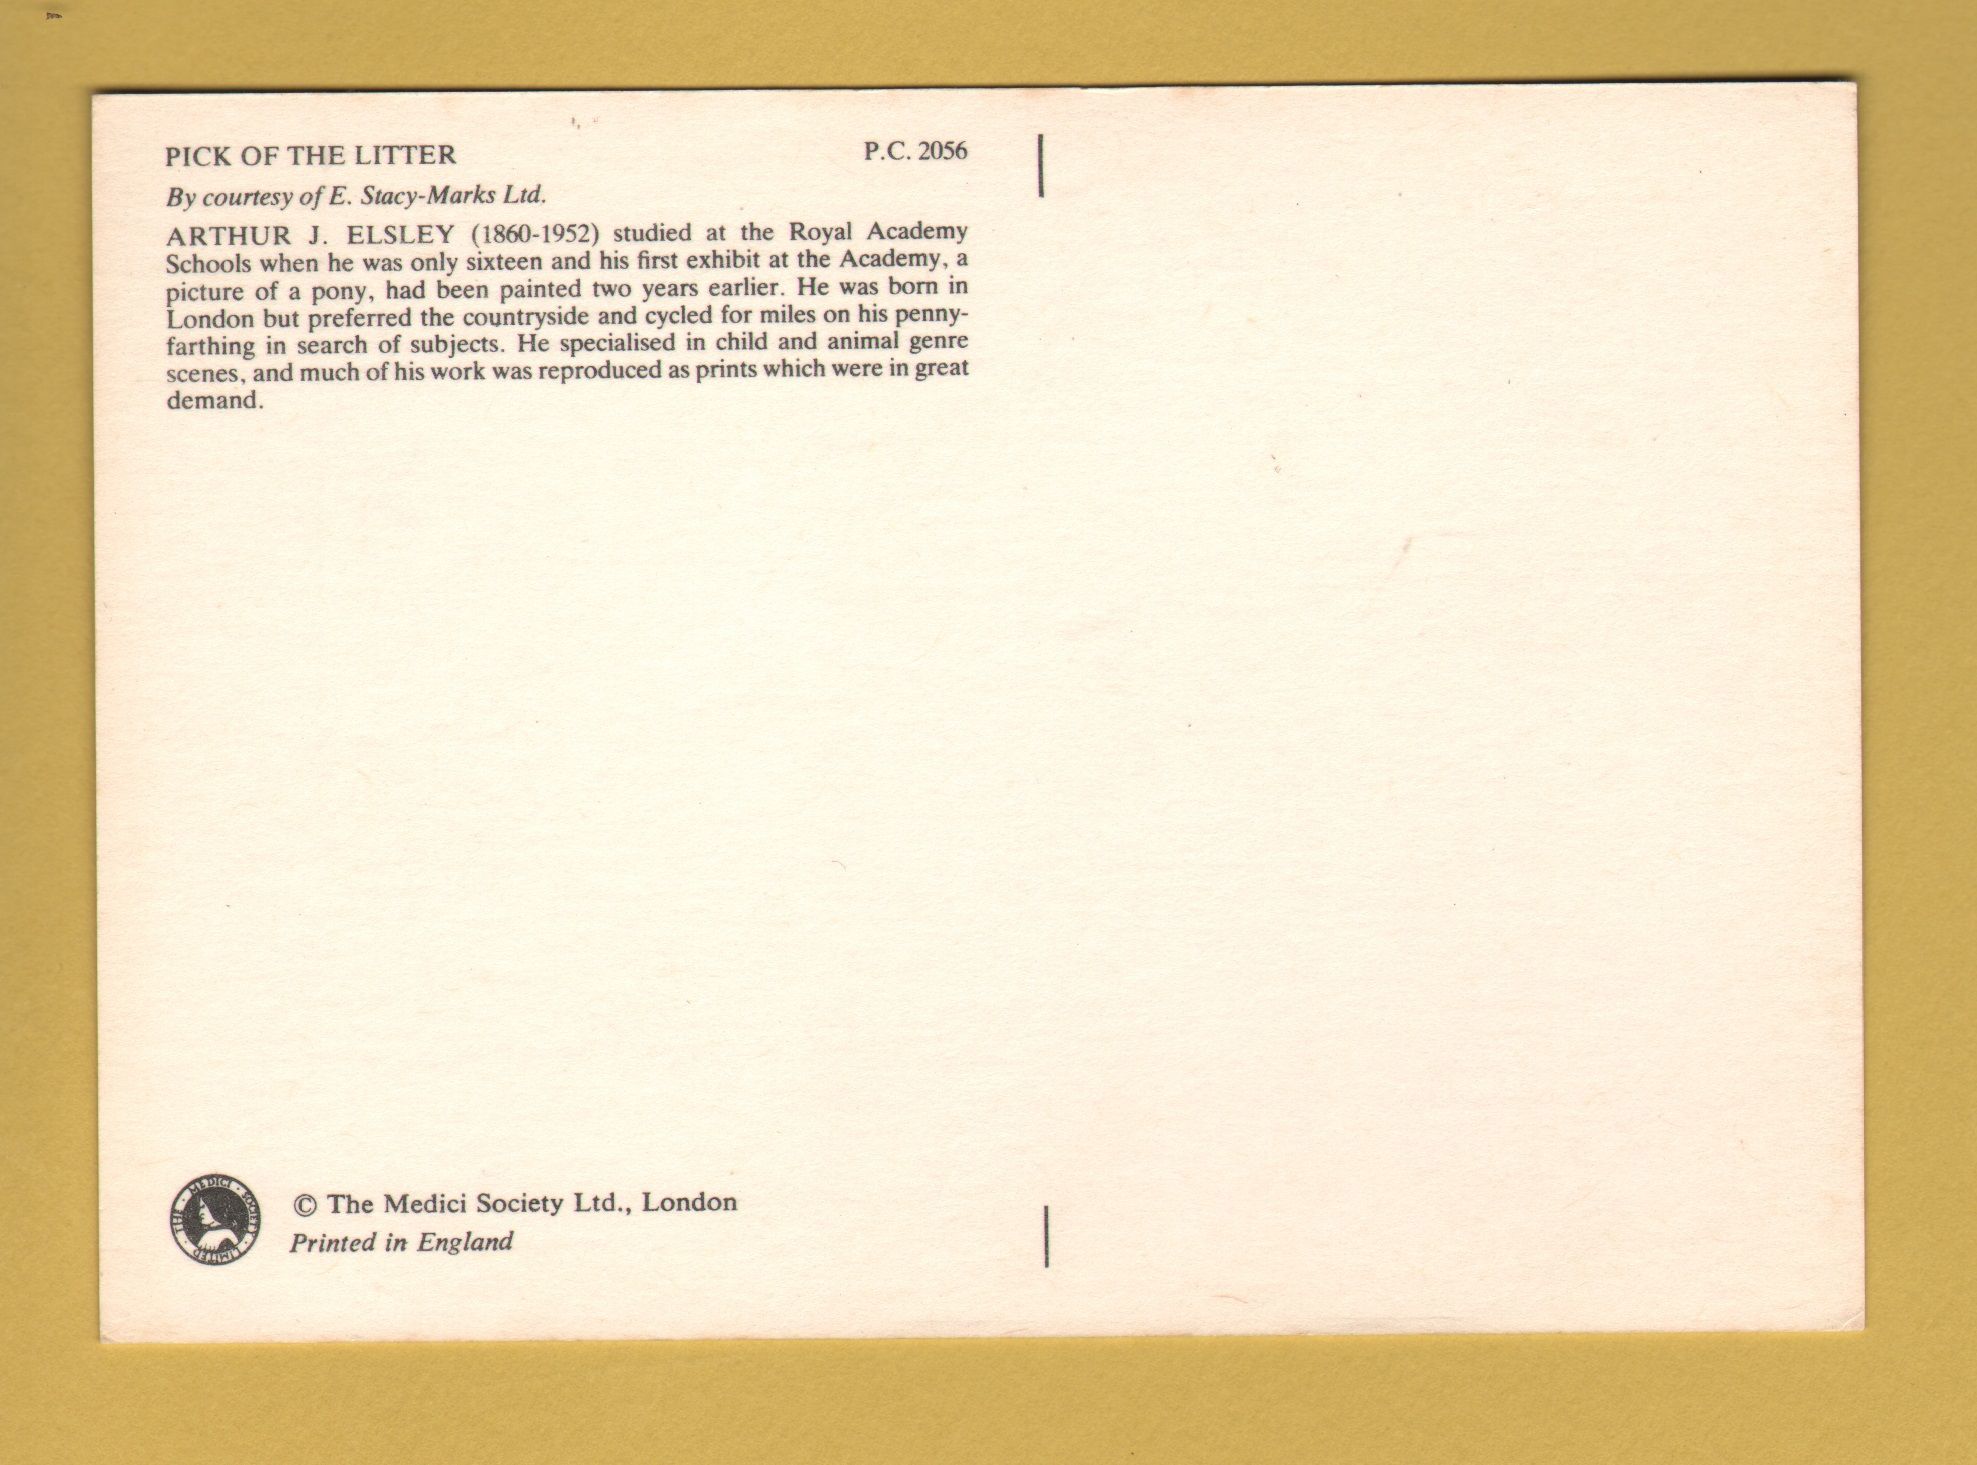 PICK OF THE LITTER P.C. 2056
By courtesy of E. Stacy-Marks Ltd.
ARTHUR J. ELSLEY (1860-1952) studied at the Royal Academy
Schools when he was only sixteen and his first exhibit at the Academy, a
picture of a pony, had been painted two years earlier. He was born in
London but preferred the countryside and cycled for miles on his penny-
farthing in search of subjects. He specialised in child and animal genre
scenes, and much of his work was reproduced as prints which were in great
demand.
THE · MEDICI · SOCIETY · LIMITED ·
© The Medici Society Ltd., London
Printed in England